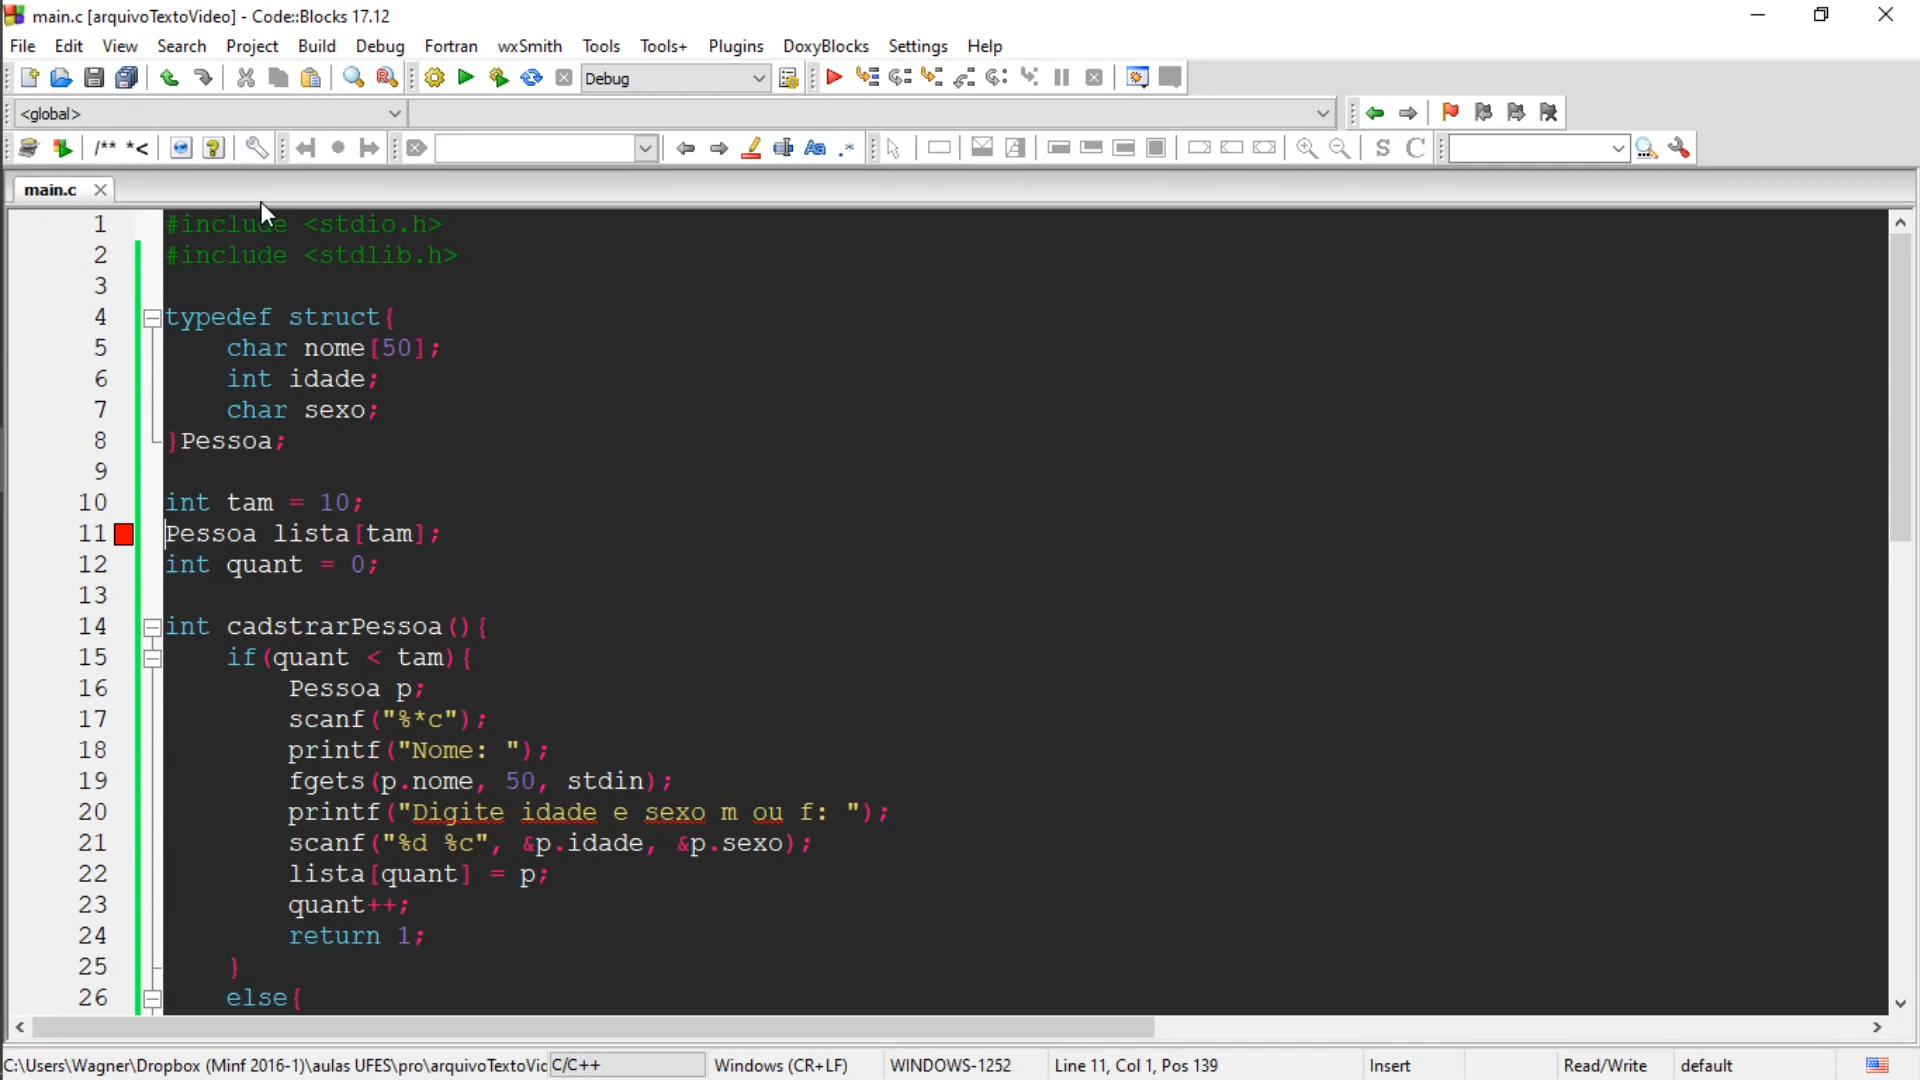 main.c [arquivoTextoVideo] - Code::Blocks 17.12
File Edit View Search Project Build Debug Fortran wxSmith Tools Tools+ Plugins DoxyBlocks Settings Help
Debug
<global>
/** *<
Aa .*
S C
main.c
1 #include <stdio.h>
2 #include <stdlib.h>
3
4 typedef struct{
5 char nome[50];
6 int idade;
7 char sexo;
8 }Pessoa;
9
10 int tam = 10;
11 Pessoa lista[tam];
12 int quant = 0;
13
14 int cadstrarPessoa(){
15 if(quant < tam){
16 Pessoa p;
17 scanf("%*c");
18 printf("Nome: ");
19 fgets(p.nome, 50, stdin);
20 printf("Digite idade e sexo m ou f: ");
21 scanf("%d %c", &p.idade, &p.sexo);
22 lista[quant] = p;
23 quant++;
24 return 1;
25 }
26 else{
C:\Users\Wagner\Dropbox (Minf 2016-1)\aulas UFES\pro\arquivoTextoVic C/C++ Windows (CR+LF) WINDOWS-1252 Line 11, Col 1, Pos 139 Insert Read/Write default